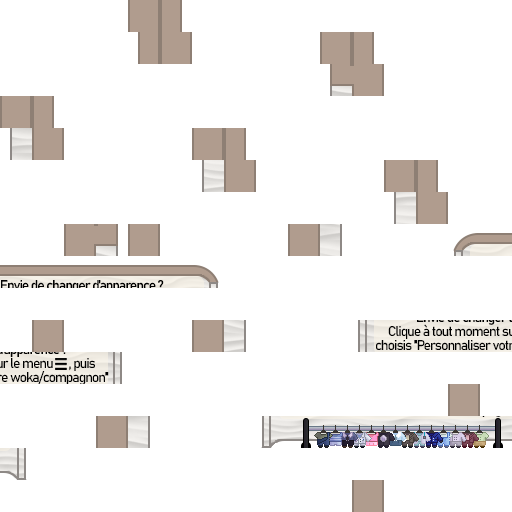 Envie de changer d'apparence ?
Envie de changer
Clique à tout moment su
choisis "Personnaliser votr
apparence ?
ur le menu ☰, puis
re woka/compagnon"